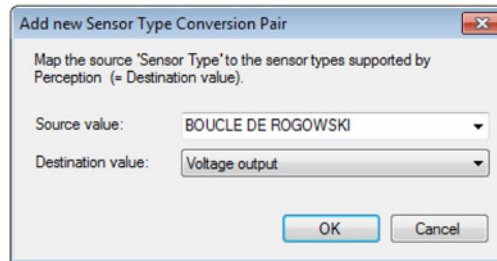 Add new Sensor Type Conversion Pair
Map the source 'Sensor Type' to the sensor types supported by
Perception (= Destination value).
Source value: BOUCLE DE ROGOWSKI
Destination value: Voltage output
OK Cancel